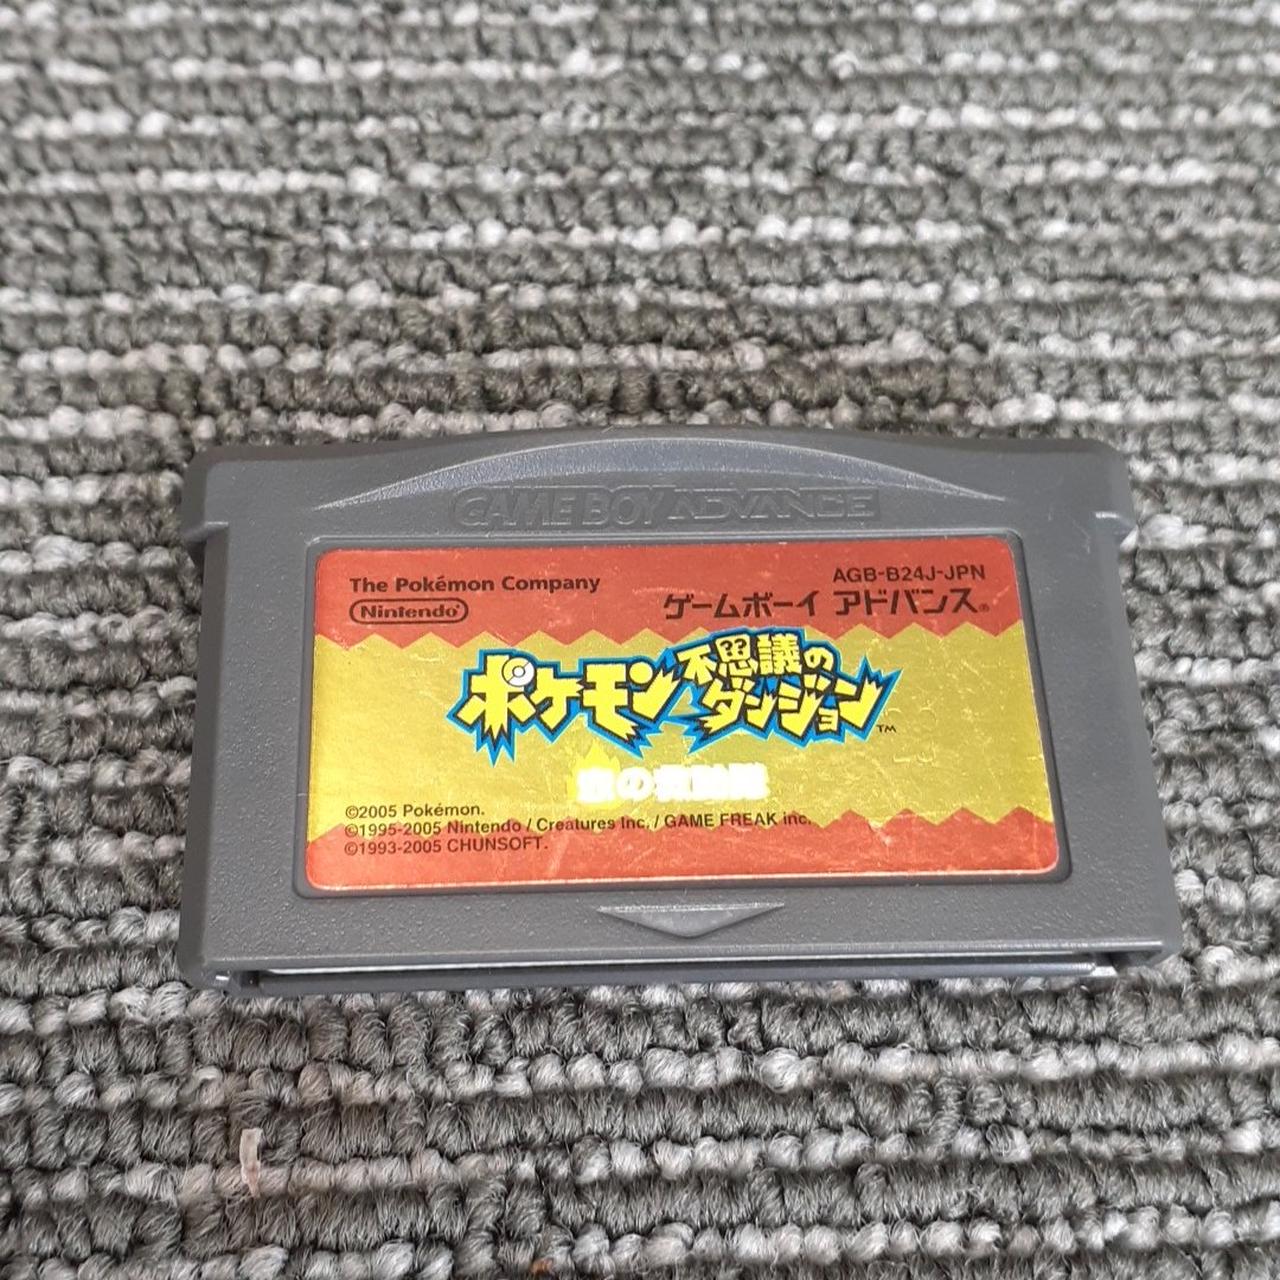 GAME BOY ADVANCE
The Pokémon Company
AGB-B24J-JPN
Nintendo
ゲームボーイ アドバンス®
ポケモン不思議の
ダンジョン™
©2005 Pokémon.
©1995-2005 Nintendo / Creatures Inc. / GAME FREAK inc.
©1993-2005 CHUNSOFT.